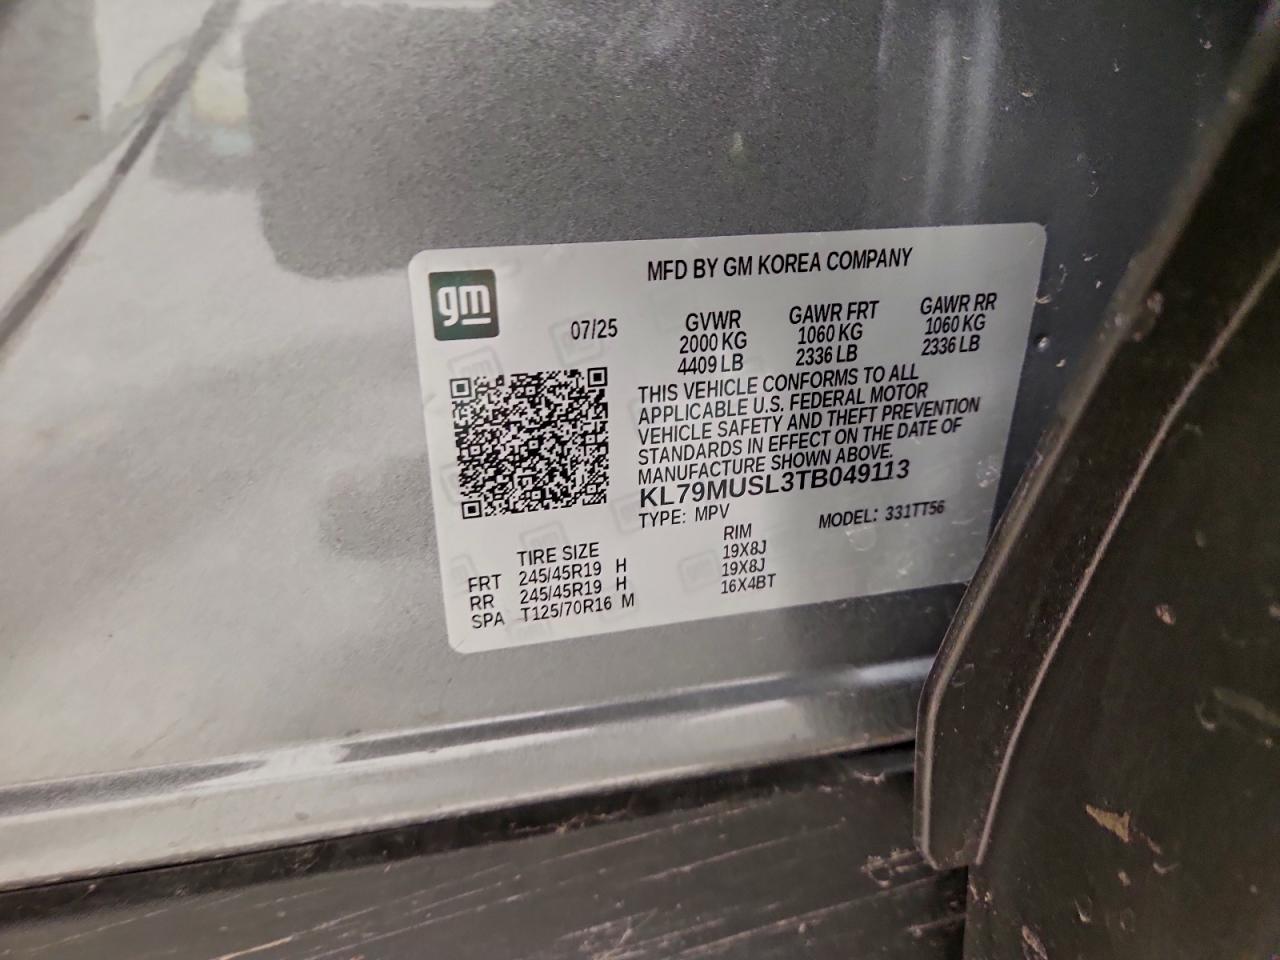 gm
MFD BY GM KOREA COMPANY
07/25
GVWR
2000 KG
4409 LB
GAWR FRT
1060 KG
2336 LB
GAWR RR
1060 KG
2336 LB
THIS VEHICLE CONFORMS TO ALL
APPLICABLE U.S. FEDERAL MOTOR
VEHICLE SAFETY AND THEFT PREVENTION
STANDARDS IN EFFECT ON THE DATE OF
MANUFACTURE SHOWN ABOVE.
KL79MUSL3TB049113
TYPE: MPV MODEL: 331TT56
TIRE SIZE RIM
FRT 245/45R19 H 19X8J
RR 245/45R19 H 19X8J
SPA T125/70R16 M 16X4BT